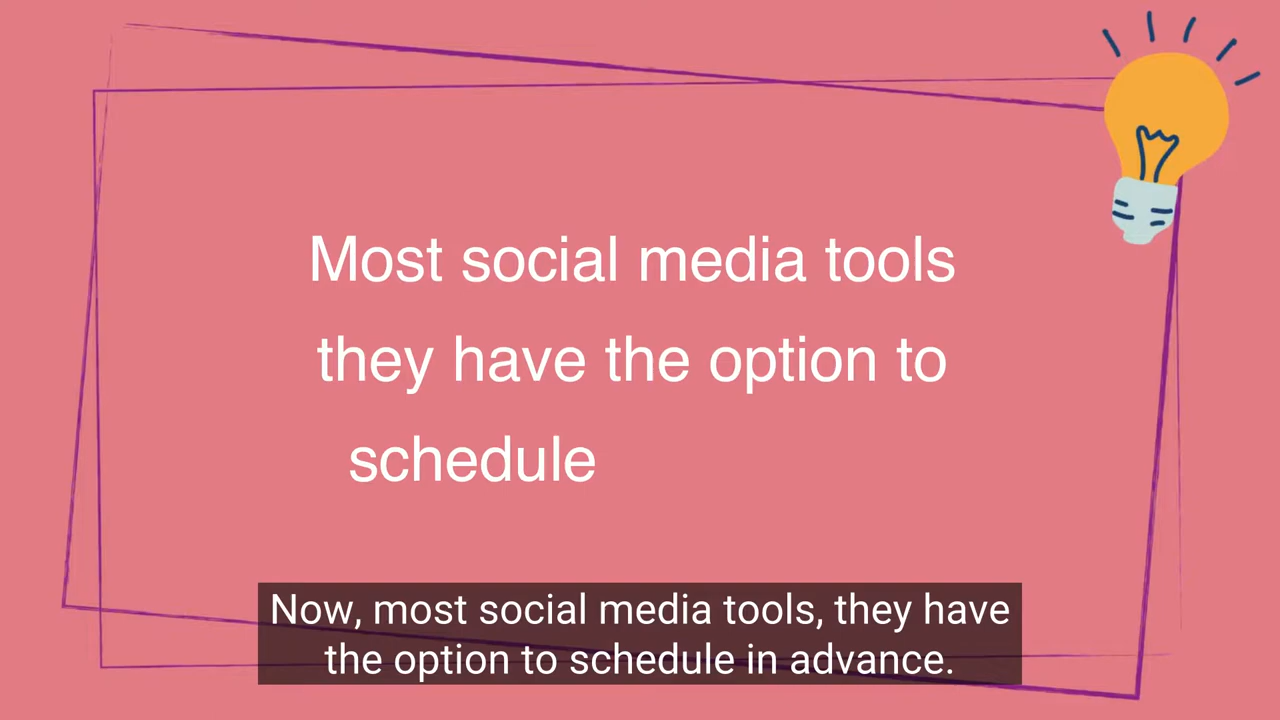 Most social media tools
they have the option to
schedule
Now, most social media tools, they have
the option to schedule in advance.